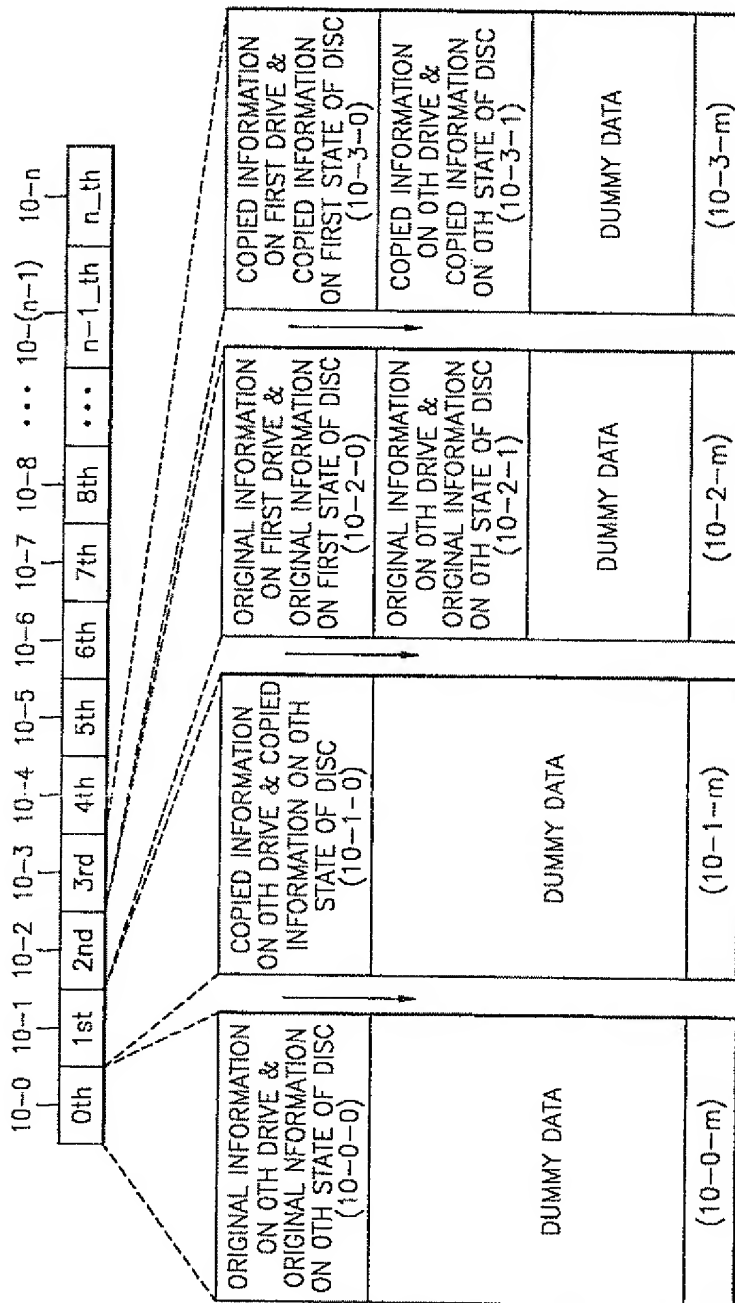 10-0 10-1 10-2 10-3 10-4 10-5 10-6 10-7 10-8 ... 10-(n-1) 10-n
0th 1st 2nd 3rd 4th 5th 6th 7th 8th ... n-1_th n_th
ORIGINAL INFORMATION
ON 0TH DRIVE &
ORIGINAL NFORMATION
ON 0TH STATE OF DISC
(10-0-0)
DUMMY DATA
(10-0-m)
COPIED INFORMATION
ON 0TH DRIVE & COPIED
INFORMATION ON 0TH
STATE OF DISC
(10-1-0)
DUMMY DATA
(10-1-m)
ORIGINAL INFORMATION
ON FIRST DRIVE &
ORIGINAL INFORMATION
ON FIRST STATE OF DISC
(10-2-0)
ORIGINAL INFORMATION
ON 0TH DRIVE &
ORIGINAL INFORMATION
ON 0TH STATE OF DISC
(10-2-1)
DUMMY DATA
(10-2-m)
COPIED INFORMATION
ON FIRST DRIVE &
COPIED INFORMATION
ON FIRST STATE OF DISC
(10-3-0)
COPIED INFORMATION
ON 0TH DRIVE &
COPIED INFORMATION
ON 0TH STATE OF DISC
(10-3-1)
DUMMY DATA
(10-3-m)